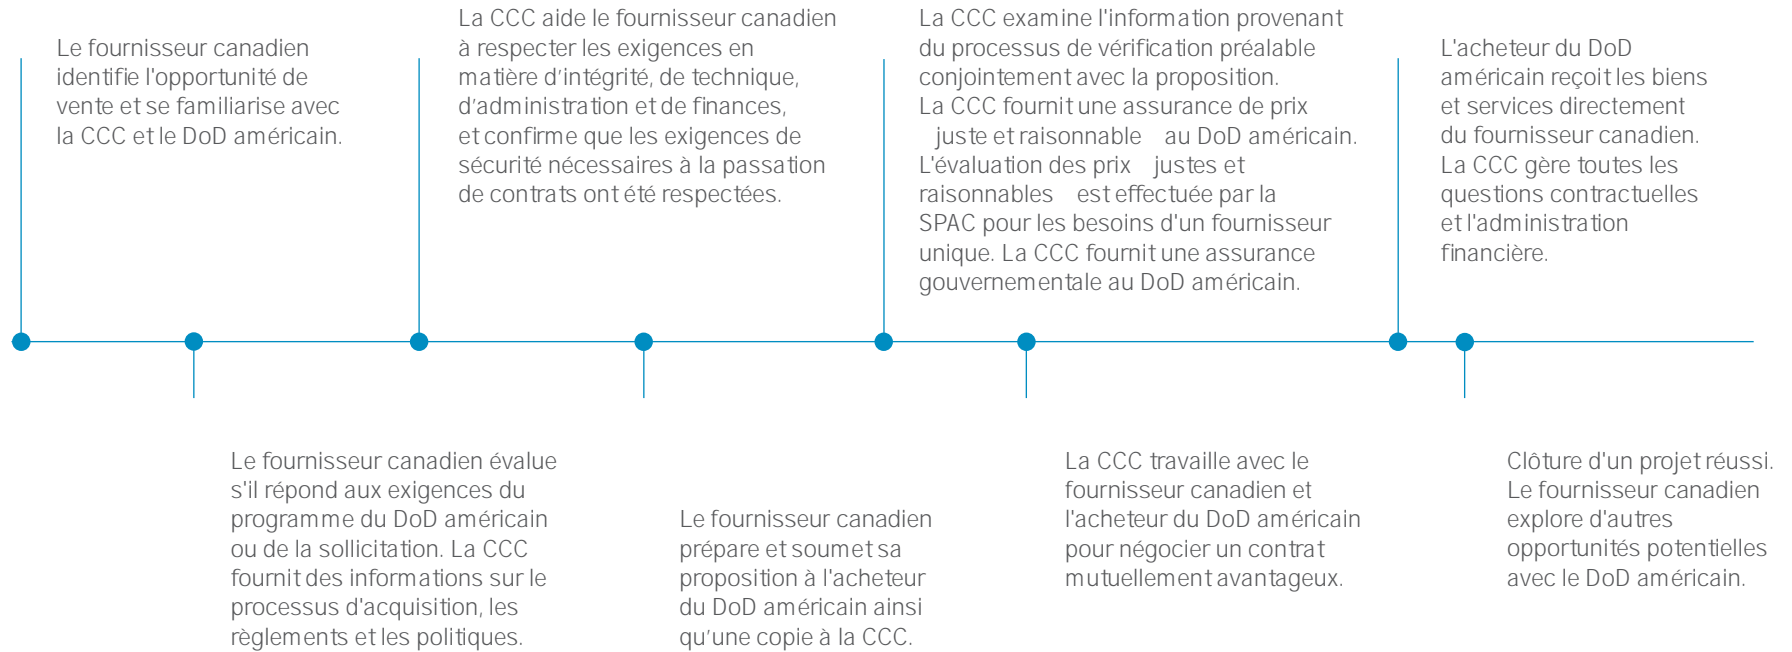 Le fournisseur canadien
identifie l'opportunité de
vente et se familiarise avec
la CCC et le DoD américain.
Le fournisseur canadien évalue
s'il répond aux exigences du
programme du DoD américain
ou de la sollicitation. La CCC
fournit des informations sur le
processus d'acquisition, les
règlements et les politiques.
La CCC aide le fournisseur canadien
à respecter les exigences en
matière d’intégrité, de technique,
d’administration et de finances,
et confirme que les exigences de
sécurité nécessaires à la passation
de contrats ont été respectées.
Le fournisseur canadien
prépare et soumet sa
proposition à l'acheteur
du DoD américain ainsi
qu’une copie à la CCC.
La CCC examine l'information provenant
du processus de vérification préalable
conjointement avec la proposition.
La CCC fournit une assurance de prix
juste et raisonnable au DoD américain.
L'évaluation des prix justes et
raisonnables est effectuée par la
SPAC pour les besoins d'un fournisseur
unique. La CCC fournit une assurance
gouvernementale au DoD américain.
La CCC travaille avec le
fournisseur canadien et
l'acheteur du DoD américain
pour négocier un contrat
mutuellement avantageux.
L'acheteur du DoD
américain reçoit les biens
et services directement
du fournisseur canadien.
La CCC gère toutes les
questions contractuelles
et l'administration
financière.
Clôture d'un projet réussi.
Le fournisseur canadien
explore d'autres
opportunités potentielles
avec le DoD américain.